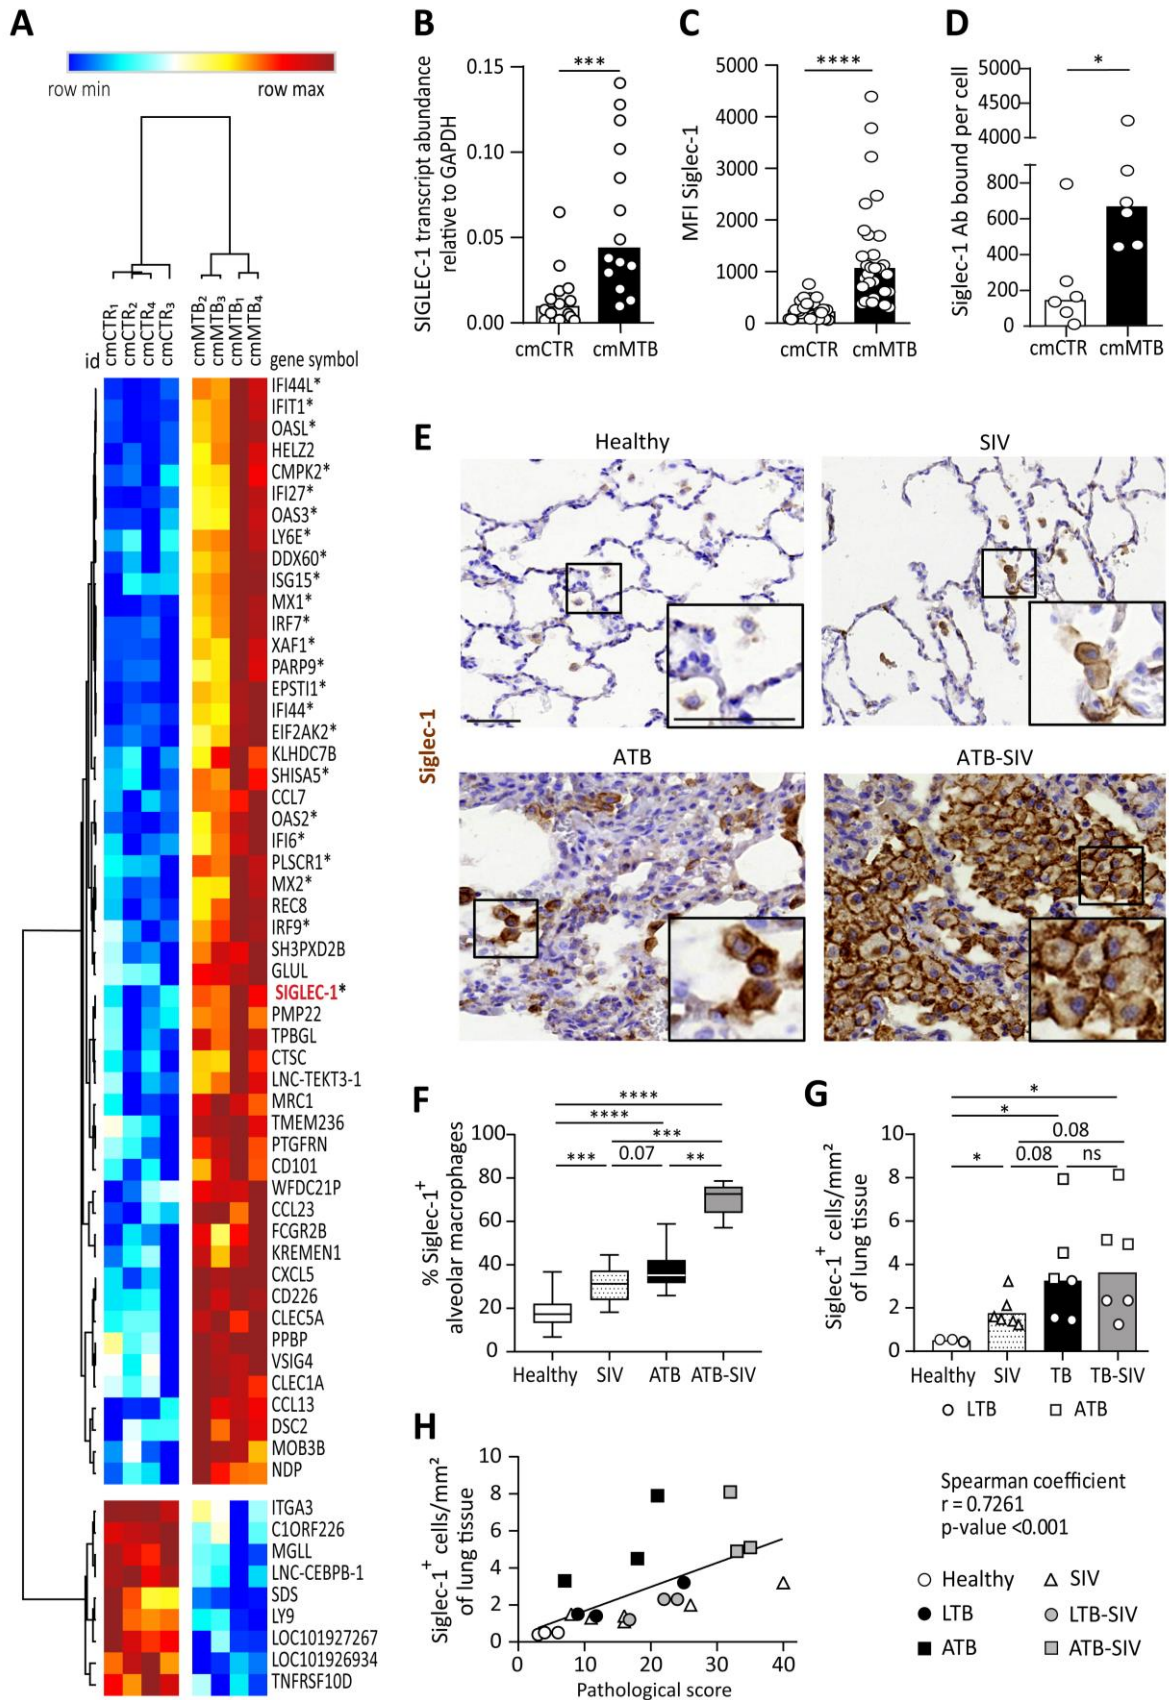 A
row min
row max
cmCTR₁
cmCTR₂
cmCTR₄
cmCTR₃
cmMTB₂
cmMTB₃
cmMTB₁
cmMTB₄
id
gene symbol
IFI44L*
IFIT1*
OASL*
HELZ2
CMPK2*
IFI27*
OAS3*
LY6E*
DDX60*
ISG15*
MX1*
IRF7*
XAF1*
PARP9*
EPSTI1*
IFI44*
EIF2AK2*
KLHDC7B
SHISA5*
CCL7
OAS2*
IFI6*
PLSCR1*
MX2*
REC8
IRF9*
SH3PXD2B
GLUL
SIGLEC-1*
PMP22
TPBGL
CTSC
LNC-TEKT3-1
MRC1
TMEM236
PTGFRN
CD101
WFDC21P
CCL23
FCGR2B
KREMEN1
CXCL5
CD226
CLEC5A
PPBP
VSIG4
CLEC1A
CCL13
DSC2
MOB3B
NDP
ITGA3
C1ORF226
MGLL
LNC-CEBPB-1
SDS
LY9
LOC101927267
LOC101926934
TNFRSF10D
B
SIGLEC-1 transcript abundance
relative to GAPDH
0.15
0.10
0.05
0.00
***
cmCTR
cmMTB
C
MFI Siglec-1
5000
4000
3000
2000
1000
0
****
cmCTR
cmMTB
D
Siglec-1 Ab bound per cell
5000
4500
4000
800
600
400
200
0
*
cmCTR
cmMTB
E
Siglec-1
Healthy
SIV
ATB
ATB-SIV
F
% Siglec-1⁺
alveolar macrophages
100
80
60
40
20
0
****
****
***
***
0.07
**
Healthy
SIV
ATB
ATB-SIV
G
Siglec-1⁺ cells/mm²
of lung tissue
10
8
6
4
2
0
*
*
0.08
*
0.08
ns
Healthy
SIV
TB
TB-SIV
LTB
ATB
H
Siglec-1⁺ cells/mm²
of lung tissue
10
8
6
4
2
0
0
10
20
30
40
Pathological score
Spearman coefficient
r = 0.7261
p-value <0.001
Healthy
SIV
LTB
LTB-SIV
ATB
ATB-SIV